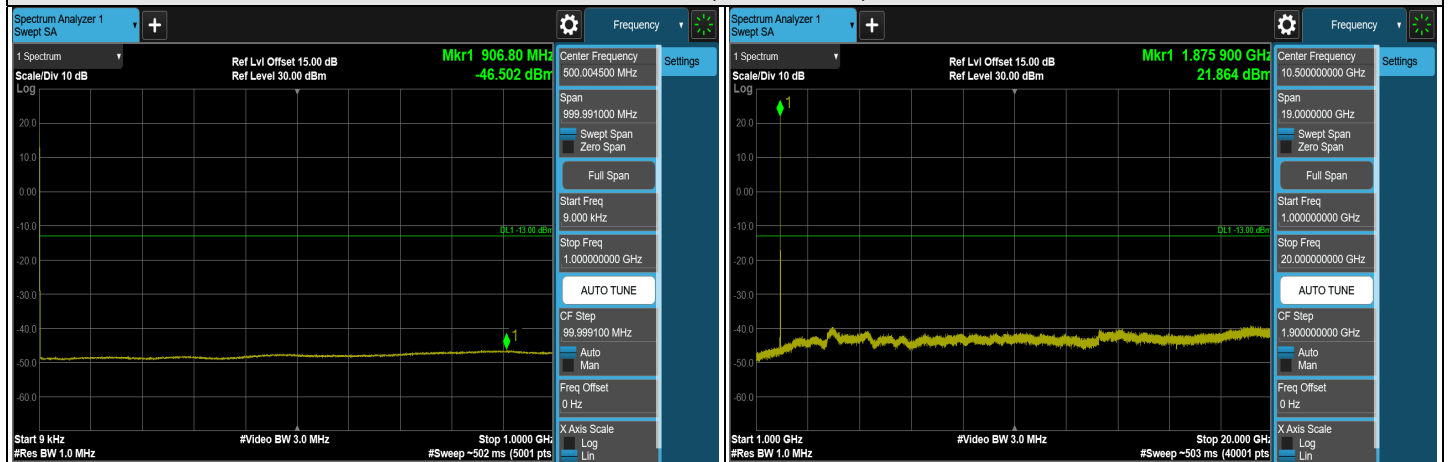 Spectrum Analyzer 1
Swept SA
+
Frequency
1 Spectrum
Scale/Div 10 dB
Log
Ref Lvl Offset 15.00 dB
Ref Level 30.00 dBm
Mkr1 906.80 MHz
-46.502 dBm
20.0
10.0
0.00
-10.0
-20.0
-30.0
-40.0
-50.0
-60.0
DL1 -13.00 dBm
1
Start 9 kHz
#Res BW 1.0 MHz
#Video BW 3.0 MHz
Stop 1.0000 GHz
#Sweep ~502 ms (5001 pts
Center Frequency
500.004500 MHz
Settings
Span
999.991000 MHz
Swept Span
Zero Span
Full Span
Start Freq
9.000 kHz
Stop Freq
1.000000000 GHz
AUTO TUNE
CF Step
99.999100 MHz
Auto
Man
Freq Offset
0 Hz
X Axis Scale
Log
Lin
Spectrum Analyzer 1
Swept SA
+
Frequency
1 Spectrum
Scale/Div 10 dB
Log
Ref Lvl Offset 15.00 dB
Ref Level 30.00 dBm
Mkr1 1.875 900 GHz
21.864 dBm
1
20.0
10.0
0.00
-10.0
-20.0
-30.0
-40.0
-50.0
-60.0
DL1 -13.00 dBm
Start 1.000 GHz
#Res BW 1.0 MHz
#Video BW 3.0 MHz
Stop 20.000 GHz
#Sweep ~503 ms (40001 pts
Center Frequency
10.500000000 GHz
Settings
Span
19.0000000 GHz
Swept Span
Zero Span
Full Span
Start Freq
1.000000000 GHz
Stop Freq
20.000000000 GHz
AUTO TUNE
CF Step
1.900000000 GHz
Auto
Man
Freq Offset
0 Hz
X Axis Scale
Log
Lin